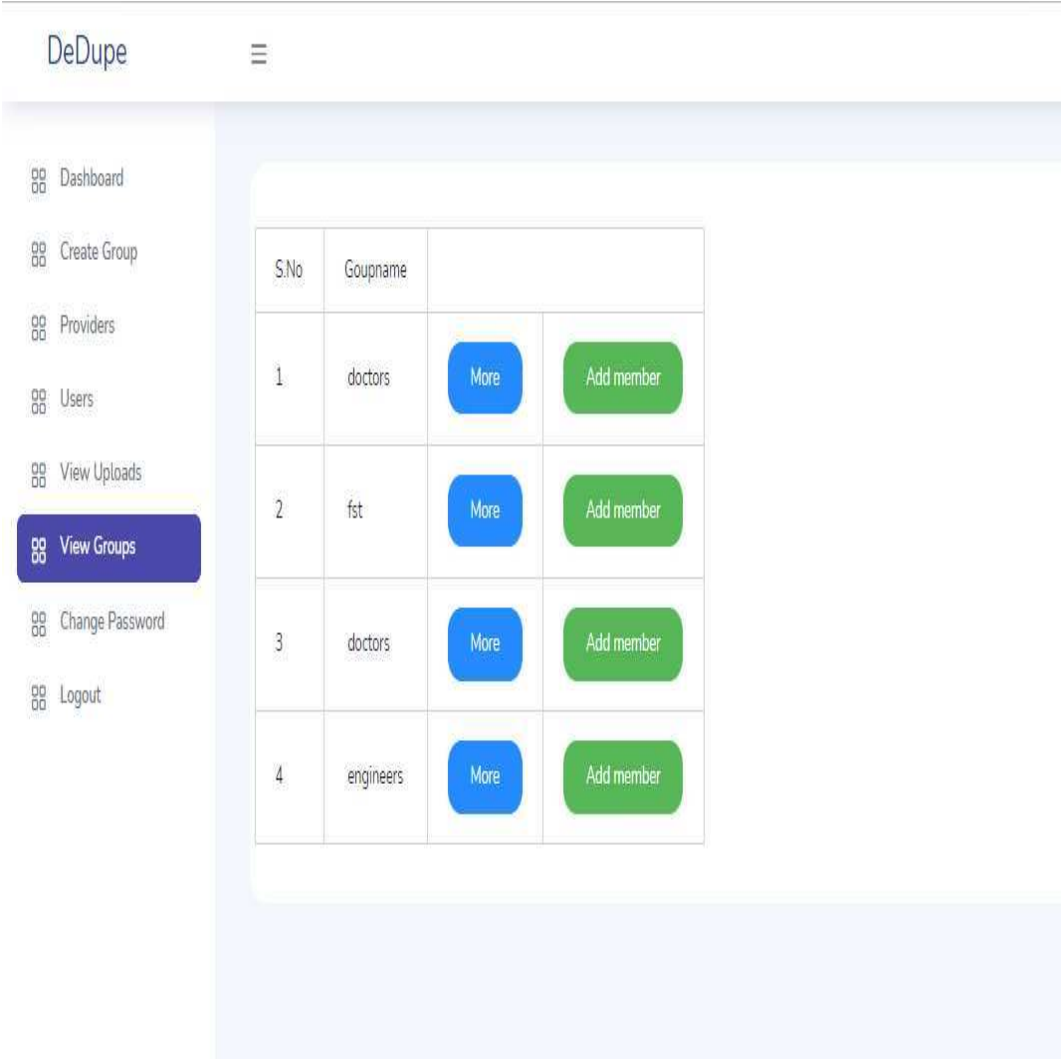 DeDupe
Dashboard
Create Group
Providers
Users
View Uploads
View Groups
Change Password
Logout
S.No Goupname
1 doctors More Add member
2 fst More Add member
3 doctors More Add member
4 engineers More Add member